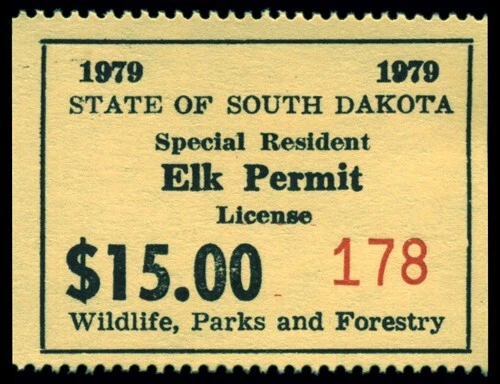 1979 1979
STATE OF SOUTH DAKOTA
Special Resident
Elk Permit
License
$15.00 178
Wildlife, Parks and Forestry